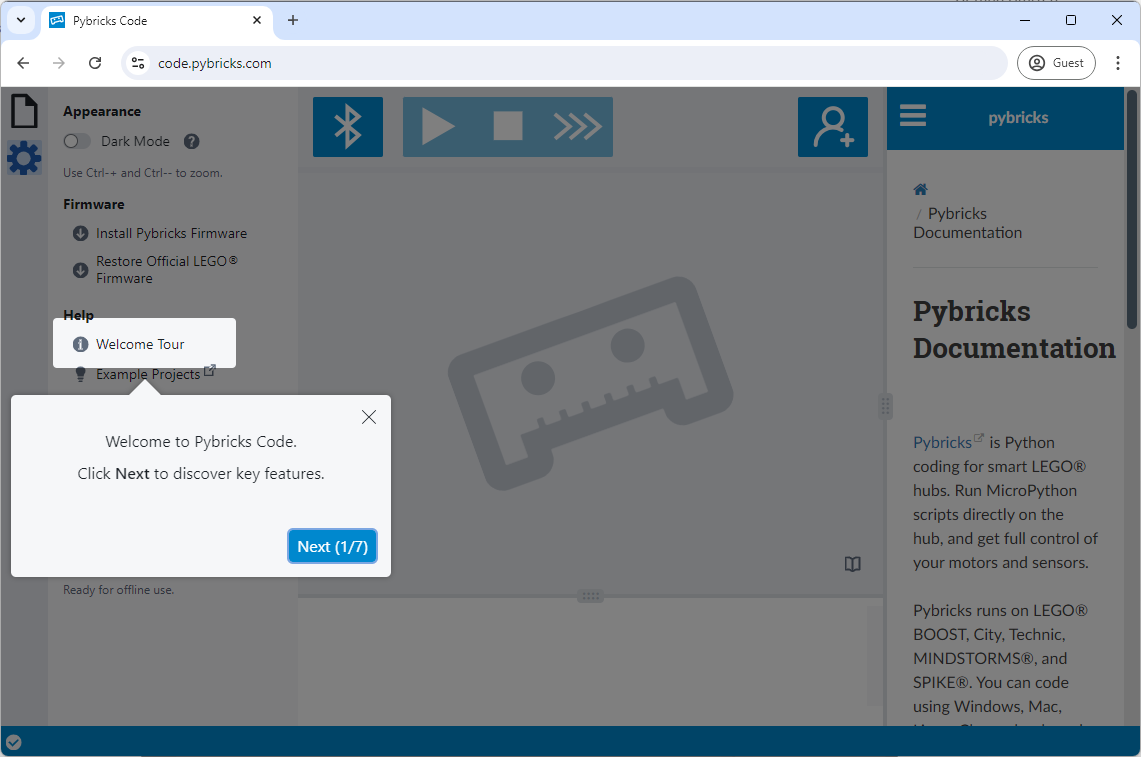 Pybricks Code
code.pybricks.com
Guest
Appearance
Dark Mode
Use Ctrl-+ and Ctrl-- to zoom.
Firmware
Install Pybricks Firmware
Restore Official LEGO®
Firmware
Help
Welcome Tour
Example Projects
Welcome to Pybricks Code.
Click Next to discover key features.
Next (1/7)
Ready for offline use.
pybricks
/ Pybricks
Documentation
Pybricks
Documentation
Pybricks is Python
coding for smart LEGO®
hubs. Run MicroPython
scripts directly on the
hub, and get full control of
your motors and sensors.
Pybricks runs on LEGO®
BOOST, City, Technic,
MINDSTORMS®, and
SPIKE®. You can code
using Windows, Mac,